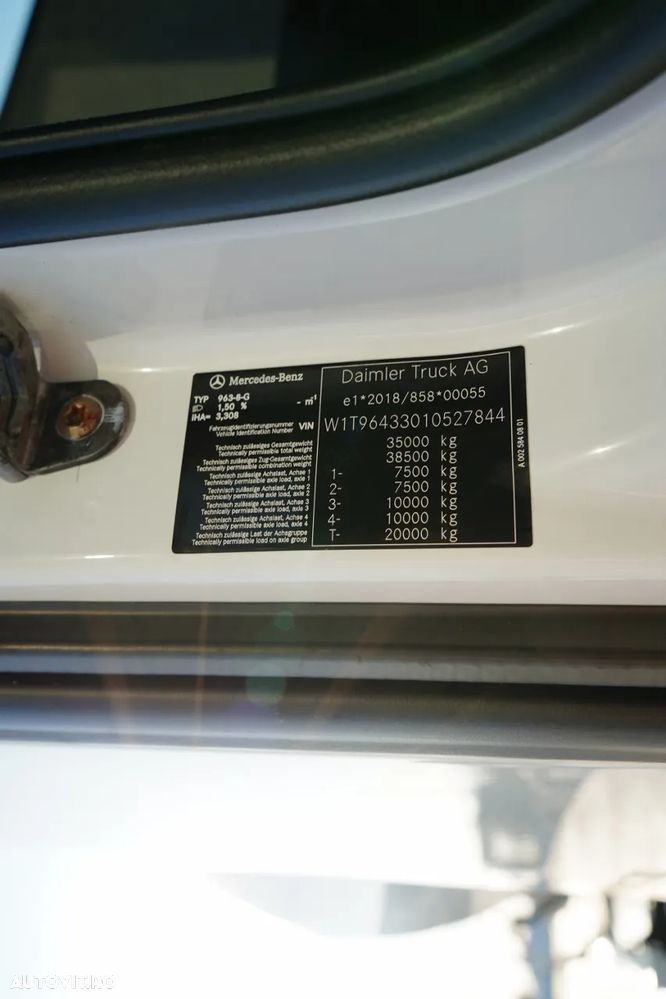 Mercedes-Benz
Daimler Truck AG
TYP 963-8-G
1,50 % - m⁻¹
IHA= 3,308
e1*2018/858*00055
Fahrzeugidentifizierungsnummer
Vehicle Identification Number VIN
W1T96433010527844
Technisch zulässiges Gesamtgewicht
Technically permissible total weight
35000 kg
Technisch zulässiges Zug-Gesamtgewicht
Technically permissible combination weight
38500 kg
Technisch zulässige Achslast, Achse 1
Technically permissible axle load, axle 1
1- 7500 kg
Technisch zulässige Achslast, Achse 2
Technically permissible axle load, axle 2
2- 7500 kg
Technisch zulässige Achslast, Achse 3
Technically permissible axle load, axle 3
3- 10000 kg
Technisch zulässige Achslast, Achse 4
Technically permissible axle load, axle 4
4- 10000 kg
Technisch zulässige Last der Achsgruppe
Technically permissible load on axle group
T- 20000 kg
A 002 584 08 01
AUTOVIT.RO